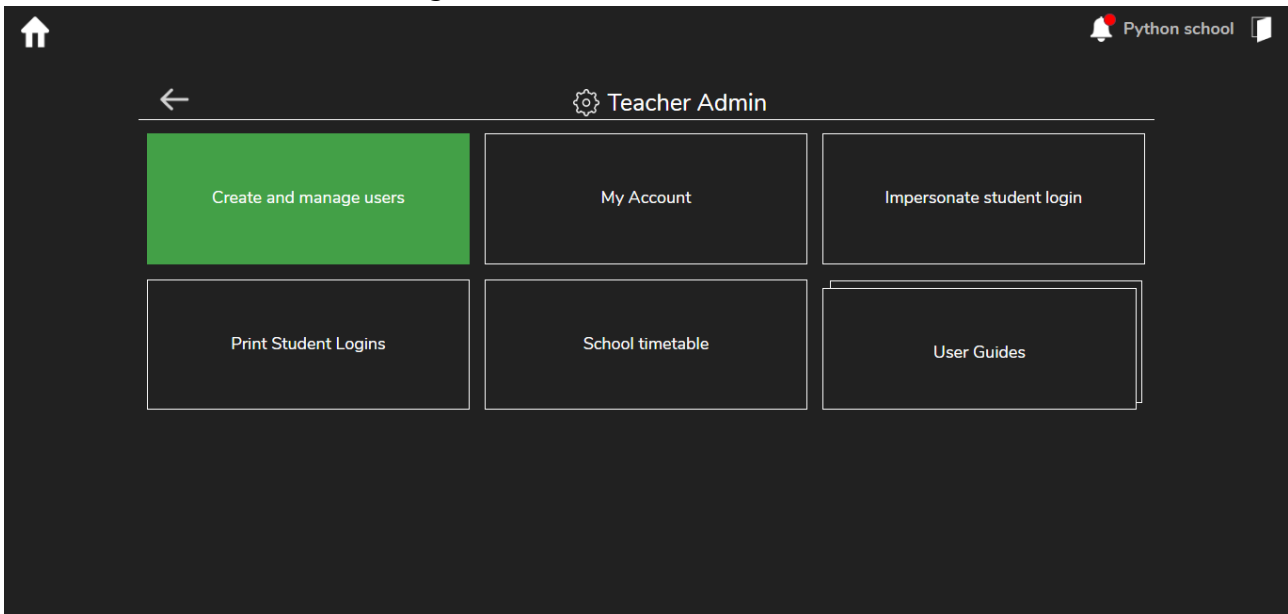 Python school
Teacher Admin
Create and manage users
My Account
Impersonate student login
Print Student Logins
School timetable
User Guides